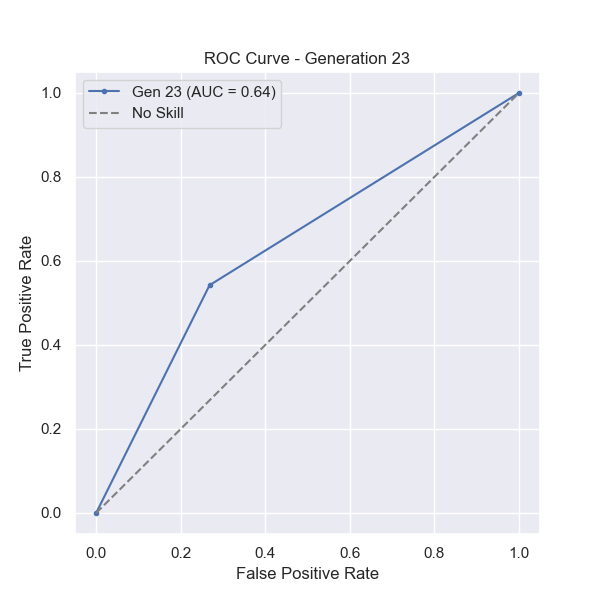 ROC Curve - Generation 23
Gen 23 (AUC = 0.64)
No Skill
True Positive Rate
1.0
0.8
0.6
0.4
0.2
0.0
0.0 0.2 0.4 0.6 0.8 1.0
False Positive Rate